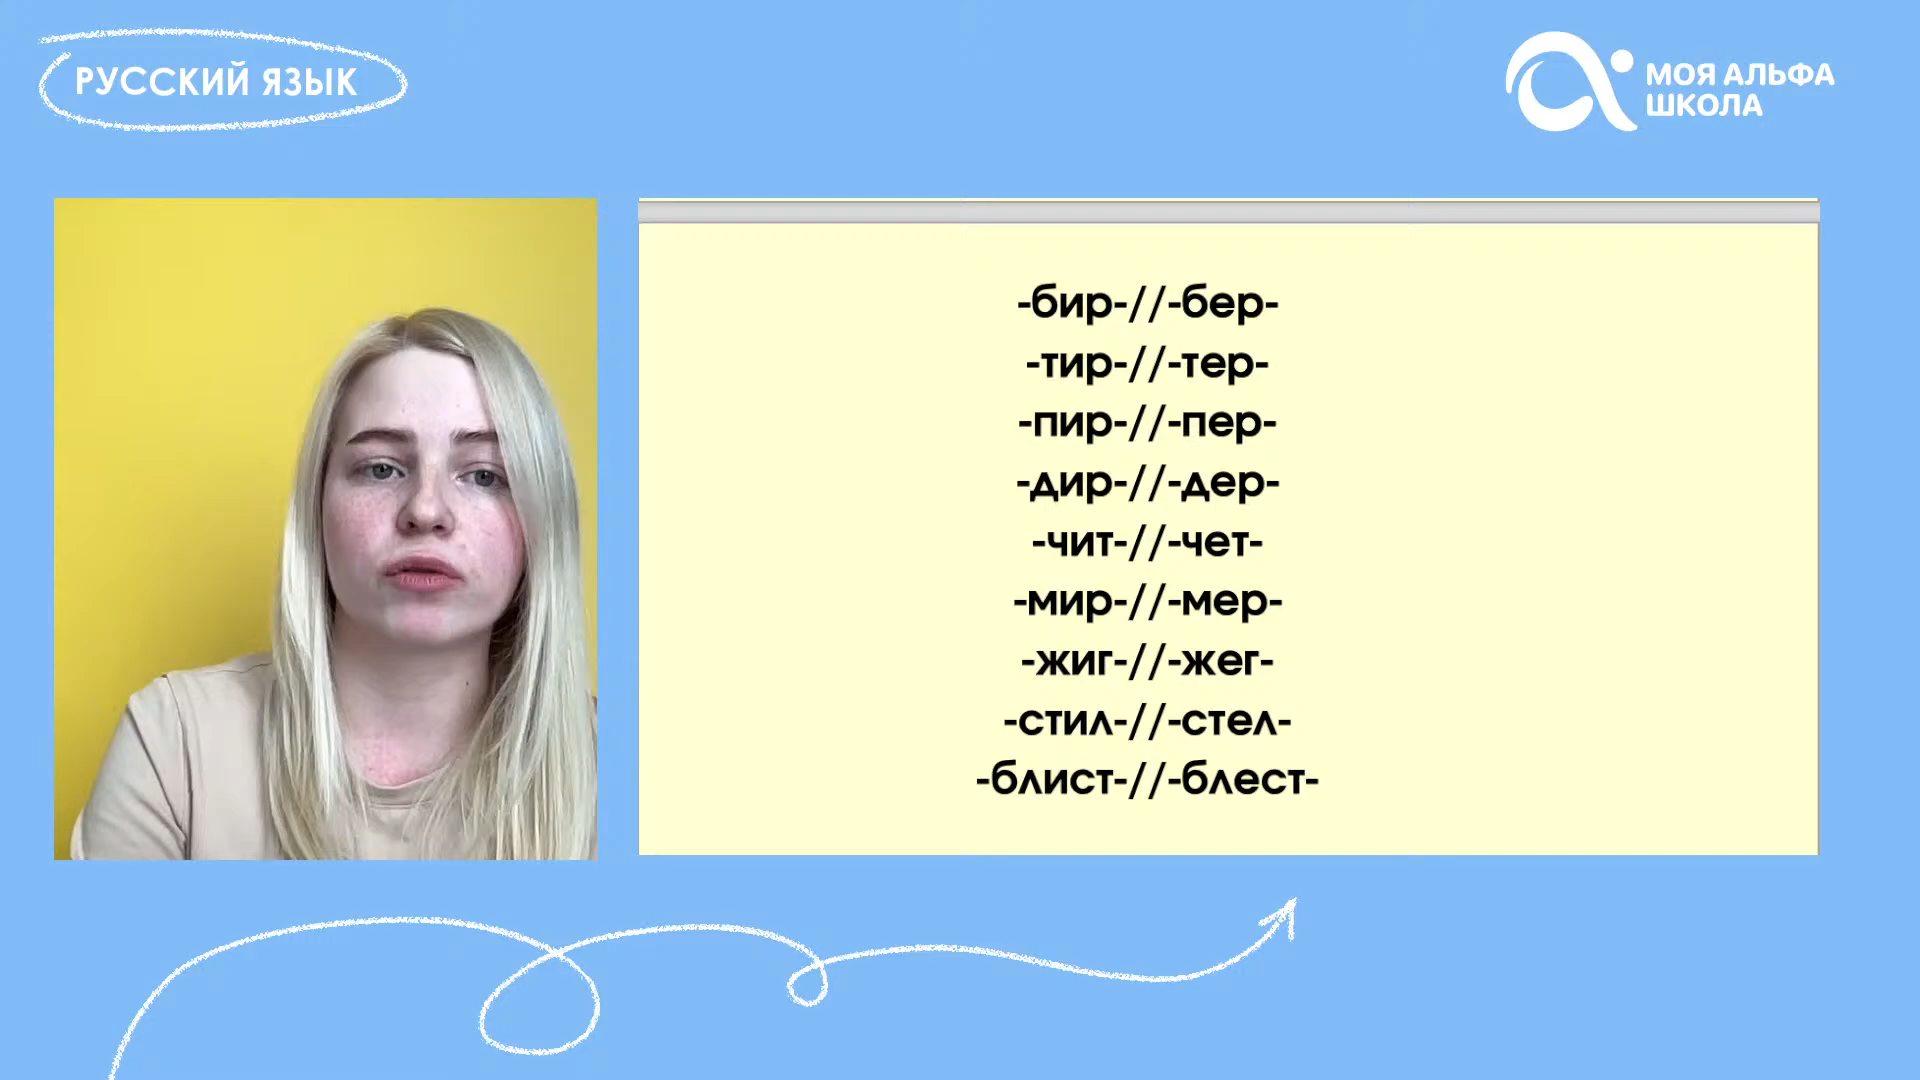 РУССКИЙ ЯЗЫК
МОЯ АЛЬФА
ШКОЛА
-бир-//-бер-
-тир-//-тер-
-пир-//-пер-
-дир-//-дер-
-чит-//-чет-
-мир-//-мер-
-жиг-//-жег-
-стил-//-стел-
-блист-//-блест-